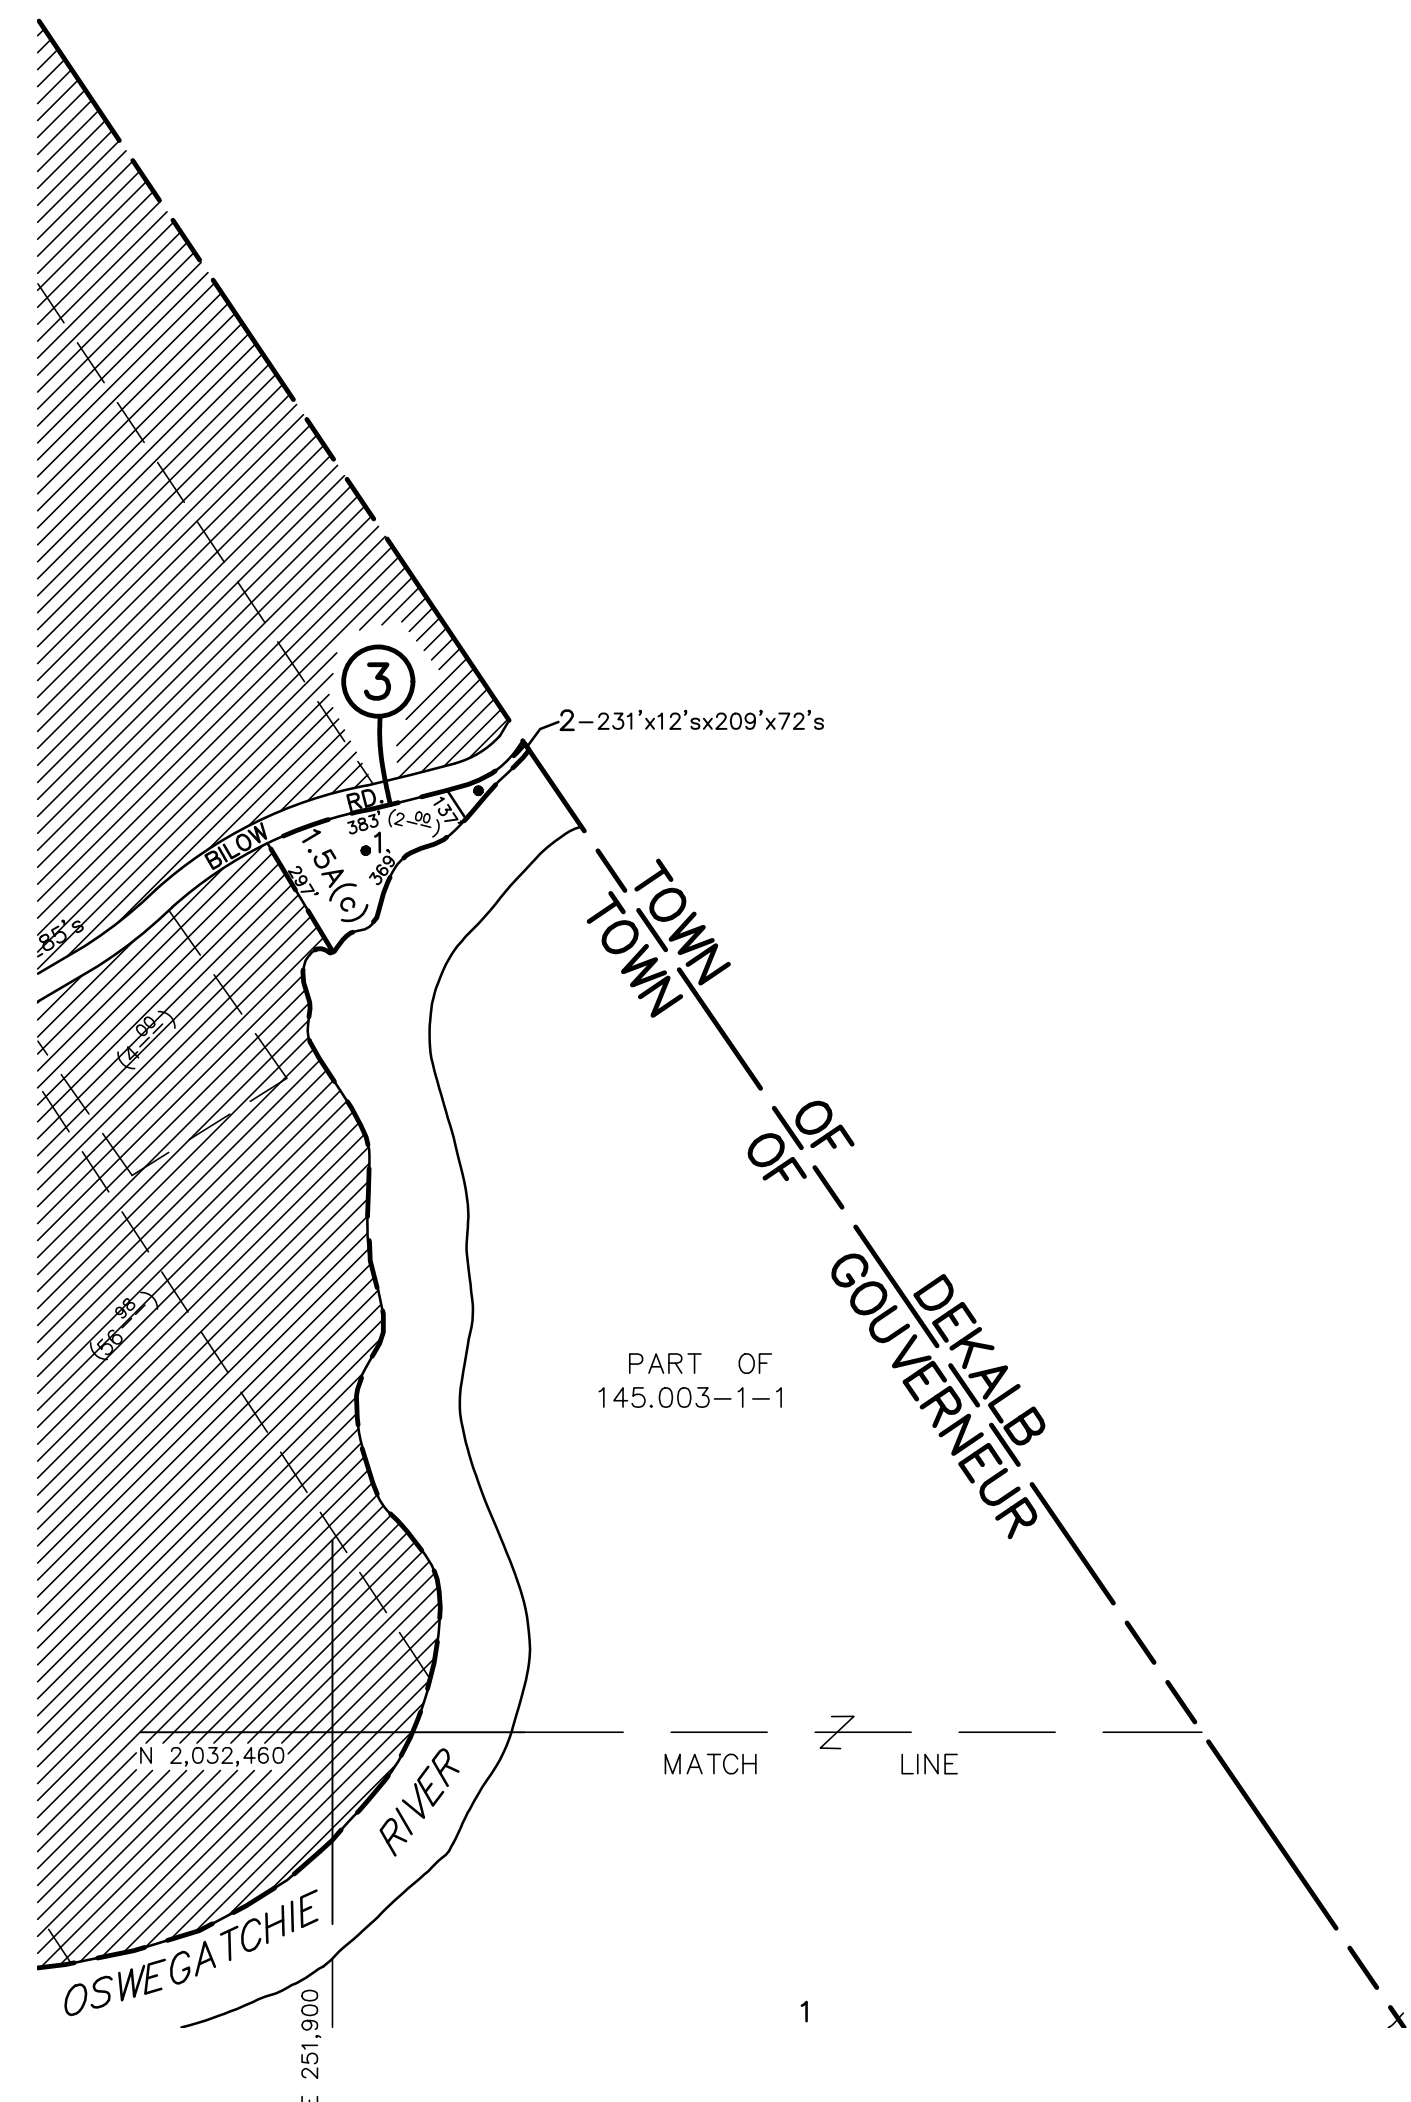 3
2-231'x12'sx209'x72's
BILOW RD.
383'
(2-00)
137'
1
1.5A(c)
369'
297'
85's
(4-00)
(56-98)
TOWN OF DEKALB
TOWN OF GOUVERNEUR
PART OF
145.003-1-1
N 2,032,460
MATCH LINE
OSWEGATCHIE RIVER
E 251,900
1